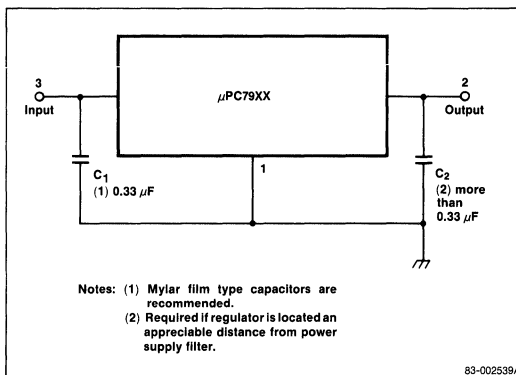 3
Input
μPC79XX
2
Output
1
C1
(1) 0.33 μF
C2
(2) more
than
0.33 μF
Notes: (1) Mylar film type capacitors are
recommended.
(2) Required if regulator is located an
appreciable distance from power
supply filter.
83-002539A